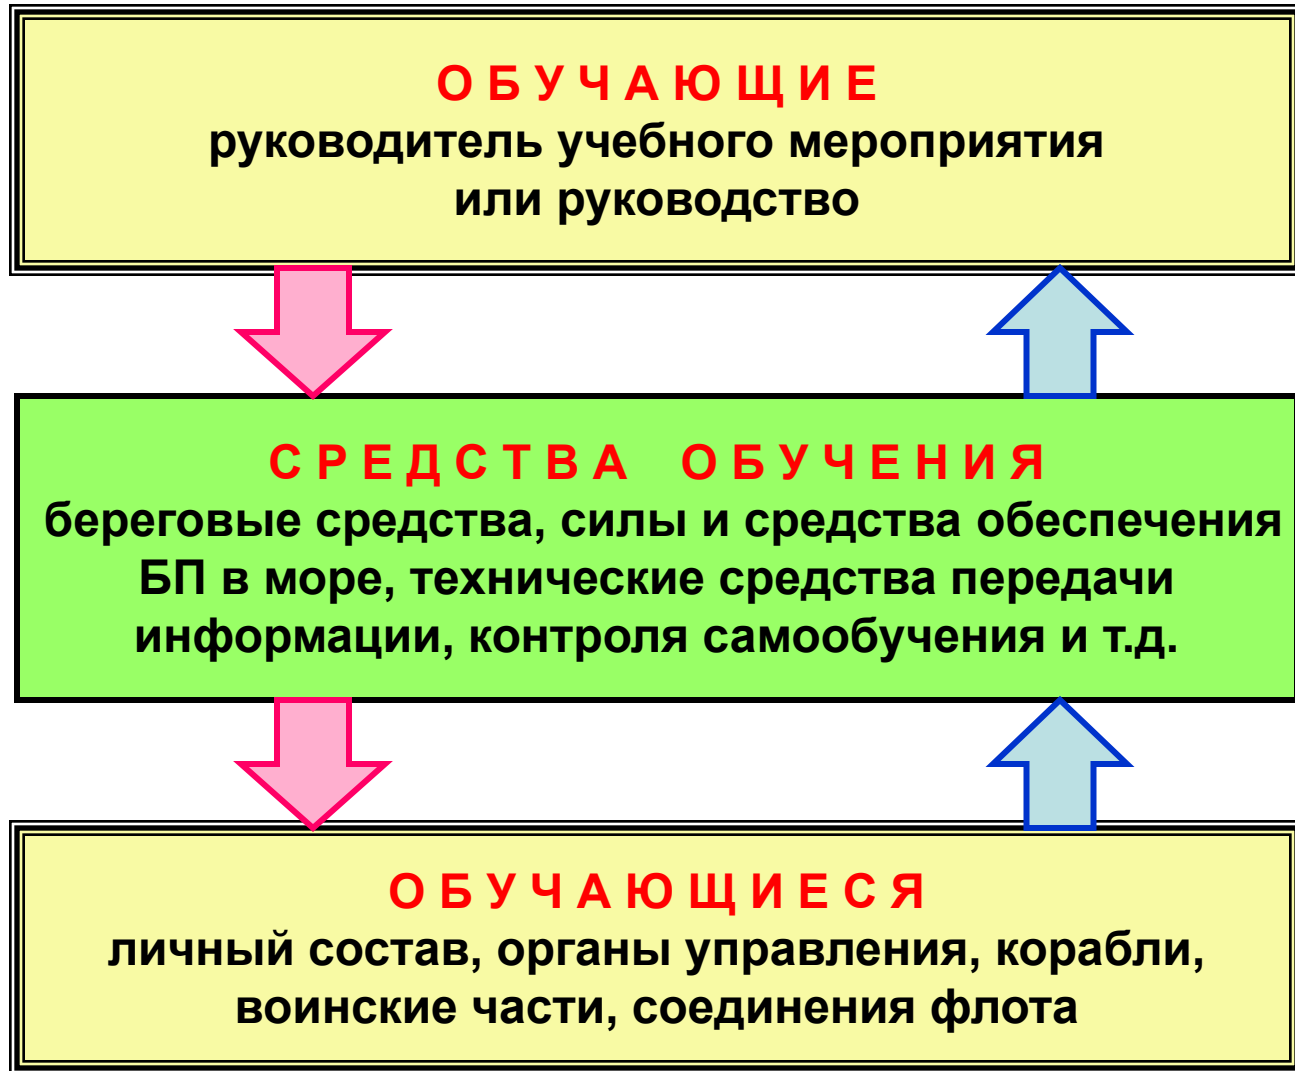 О Б У Ч А Ю Щ И Е
руководитель учебного мероприятия
или руководство
С Р Е Д С Т В А О Б У Ч Е Н И Я
береговые средства, силы и средства обеспечения
БП в море, технические средства передачи
информации, контроля самообучения и т.д.
О Б У Ч А Ю Щ И Е С Я
личный состав, органы управления, корабли,
воинские части, соединения флота